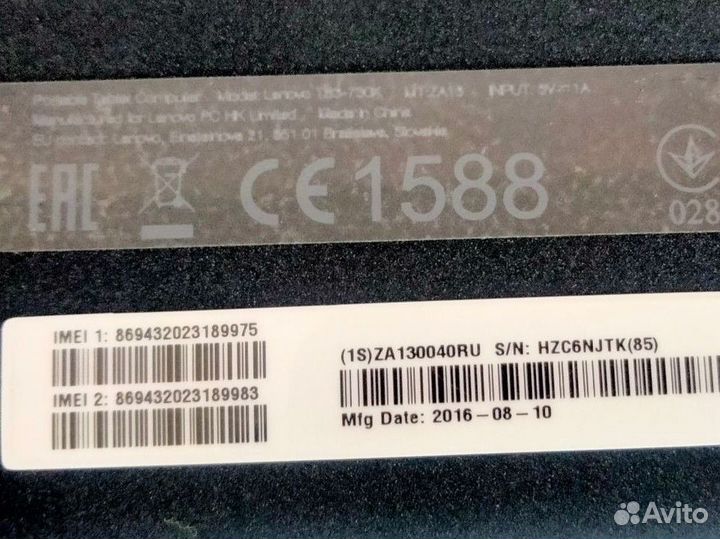 Portable Tablet Computer Model: Lenovo TB3-730X MT:ZA13 INPUT: 5V⎓1A
Manufactured for Lenovo PC HK Limited Made in China
EU contact: Lenovo, Einsteinova 21, 851 01 Bratislava, Slovakia
EAC CE1588
028
IMEI 1: 869432023189975
IMEI 2: 869432023189983
(1S)ZA130040RU S/N: HZC6NJTK(85)
Mfg Date: 2016-08-10
Avito